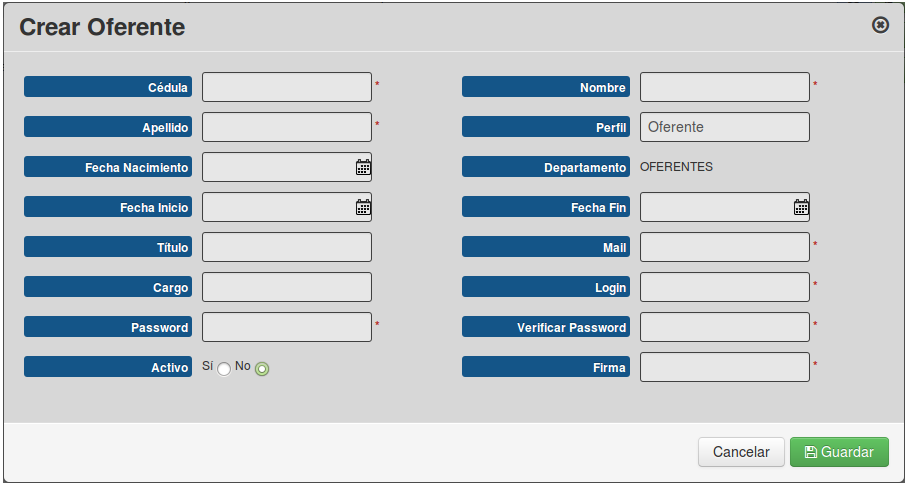 Crear Oferente
Cédula * Nombre *
Apellido * Perfil Oferente
Fecha Nacimiento Departamento OFERENTES
Fecha Inicio Fecha Fin
Título Mail *
Cargo Login *
Password * Verificar Password *
Activo Sí No Firma *
Cancelar Guardar